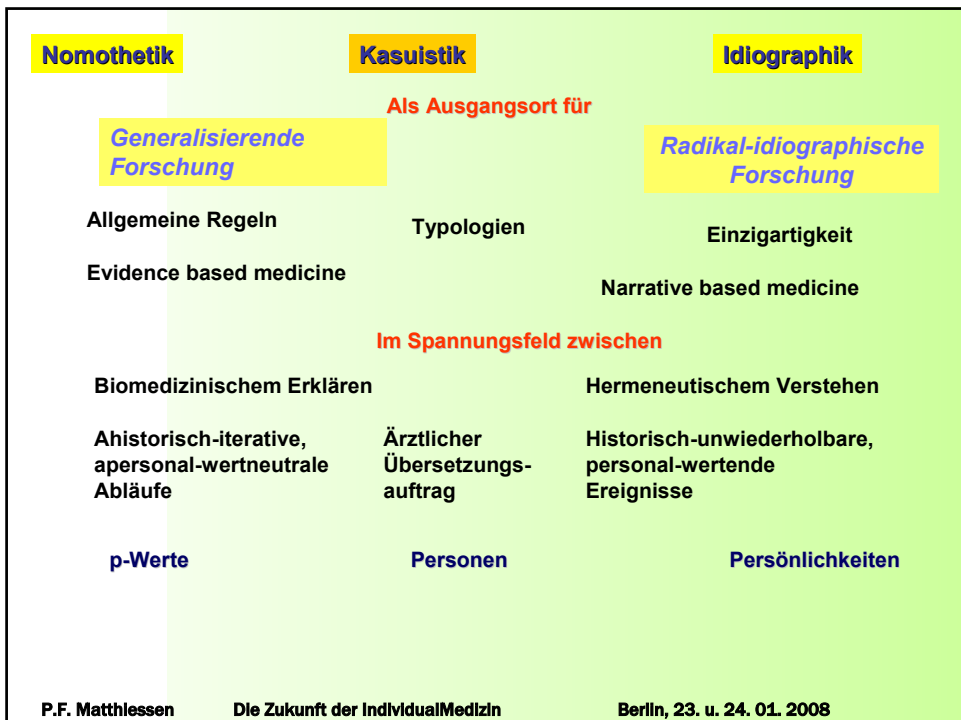 Nomothetik
Kasuistik
Idiographik
Als Ausgangsort für
Generalisierende
Forschung
Radikal-idiographische
Forschung
Allgemeine Regeln
Typologien
Einzigartigkeit
Evidence based medicine
Narrative based medicine
Im Spannungsfeld zwischen
Biomedizinischem Erklären
Hermeneutischem Verstehen
Ahistorisch-iterative,
apersonal-wertneutrale
Abläufe
Ärztlicher
Übersetzungs-
auftrag
Historisch-unwiederholbare,
personal-wertende
Ereignisse
p-Werte
Personen
Persönlichkeiten
P.F. Matthiessen Die Zukunft der IndividualMedizin Berlin, 23. u. 24. 01. 2008